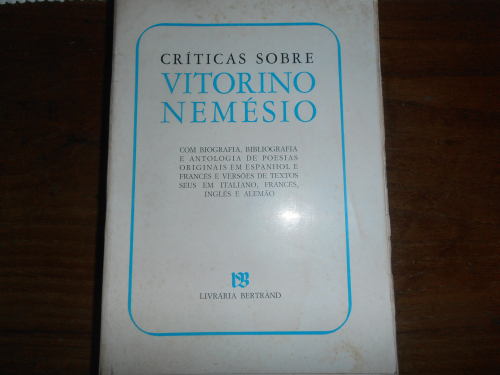 CRÍTICAS SOBRE
VITORINO
NEMÉSIO
COM BIOGRAFIA, BIBLIOGRAFIA
E ANTOLOGIA DE POESIAS
ORIGINAIS EM ESPANHOL E
FRANCÊS E VERSÕES DE TEXTOS
SEUS EM ITALIANO, FRANCÊS,
INGLÊS E ALEMÃO
LIVRARIA BERTRAND